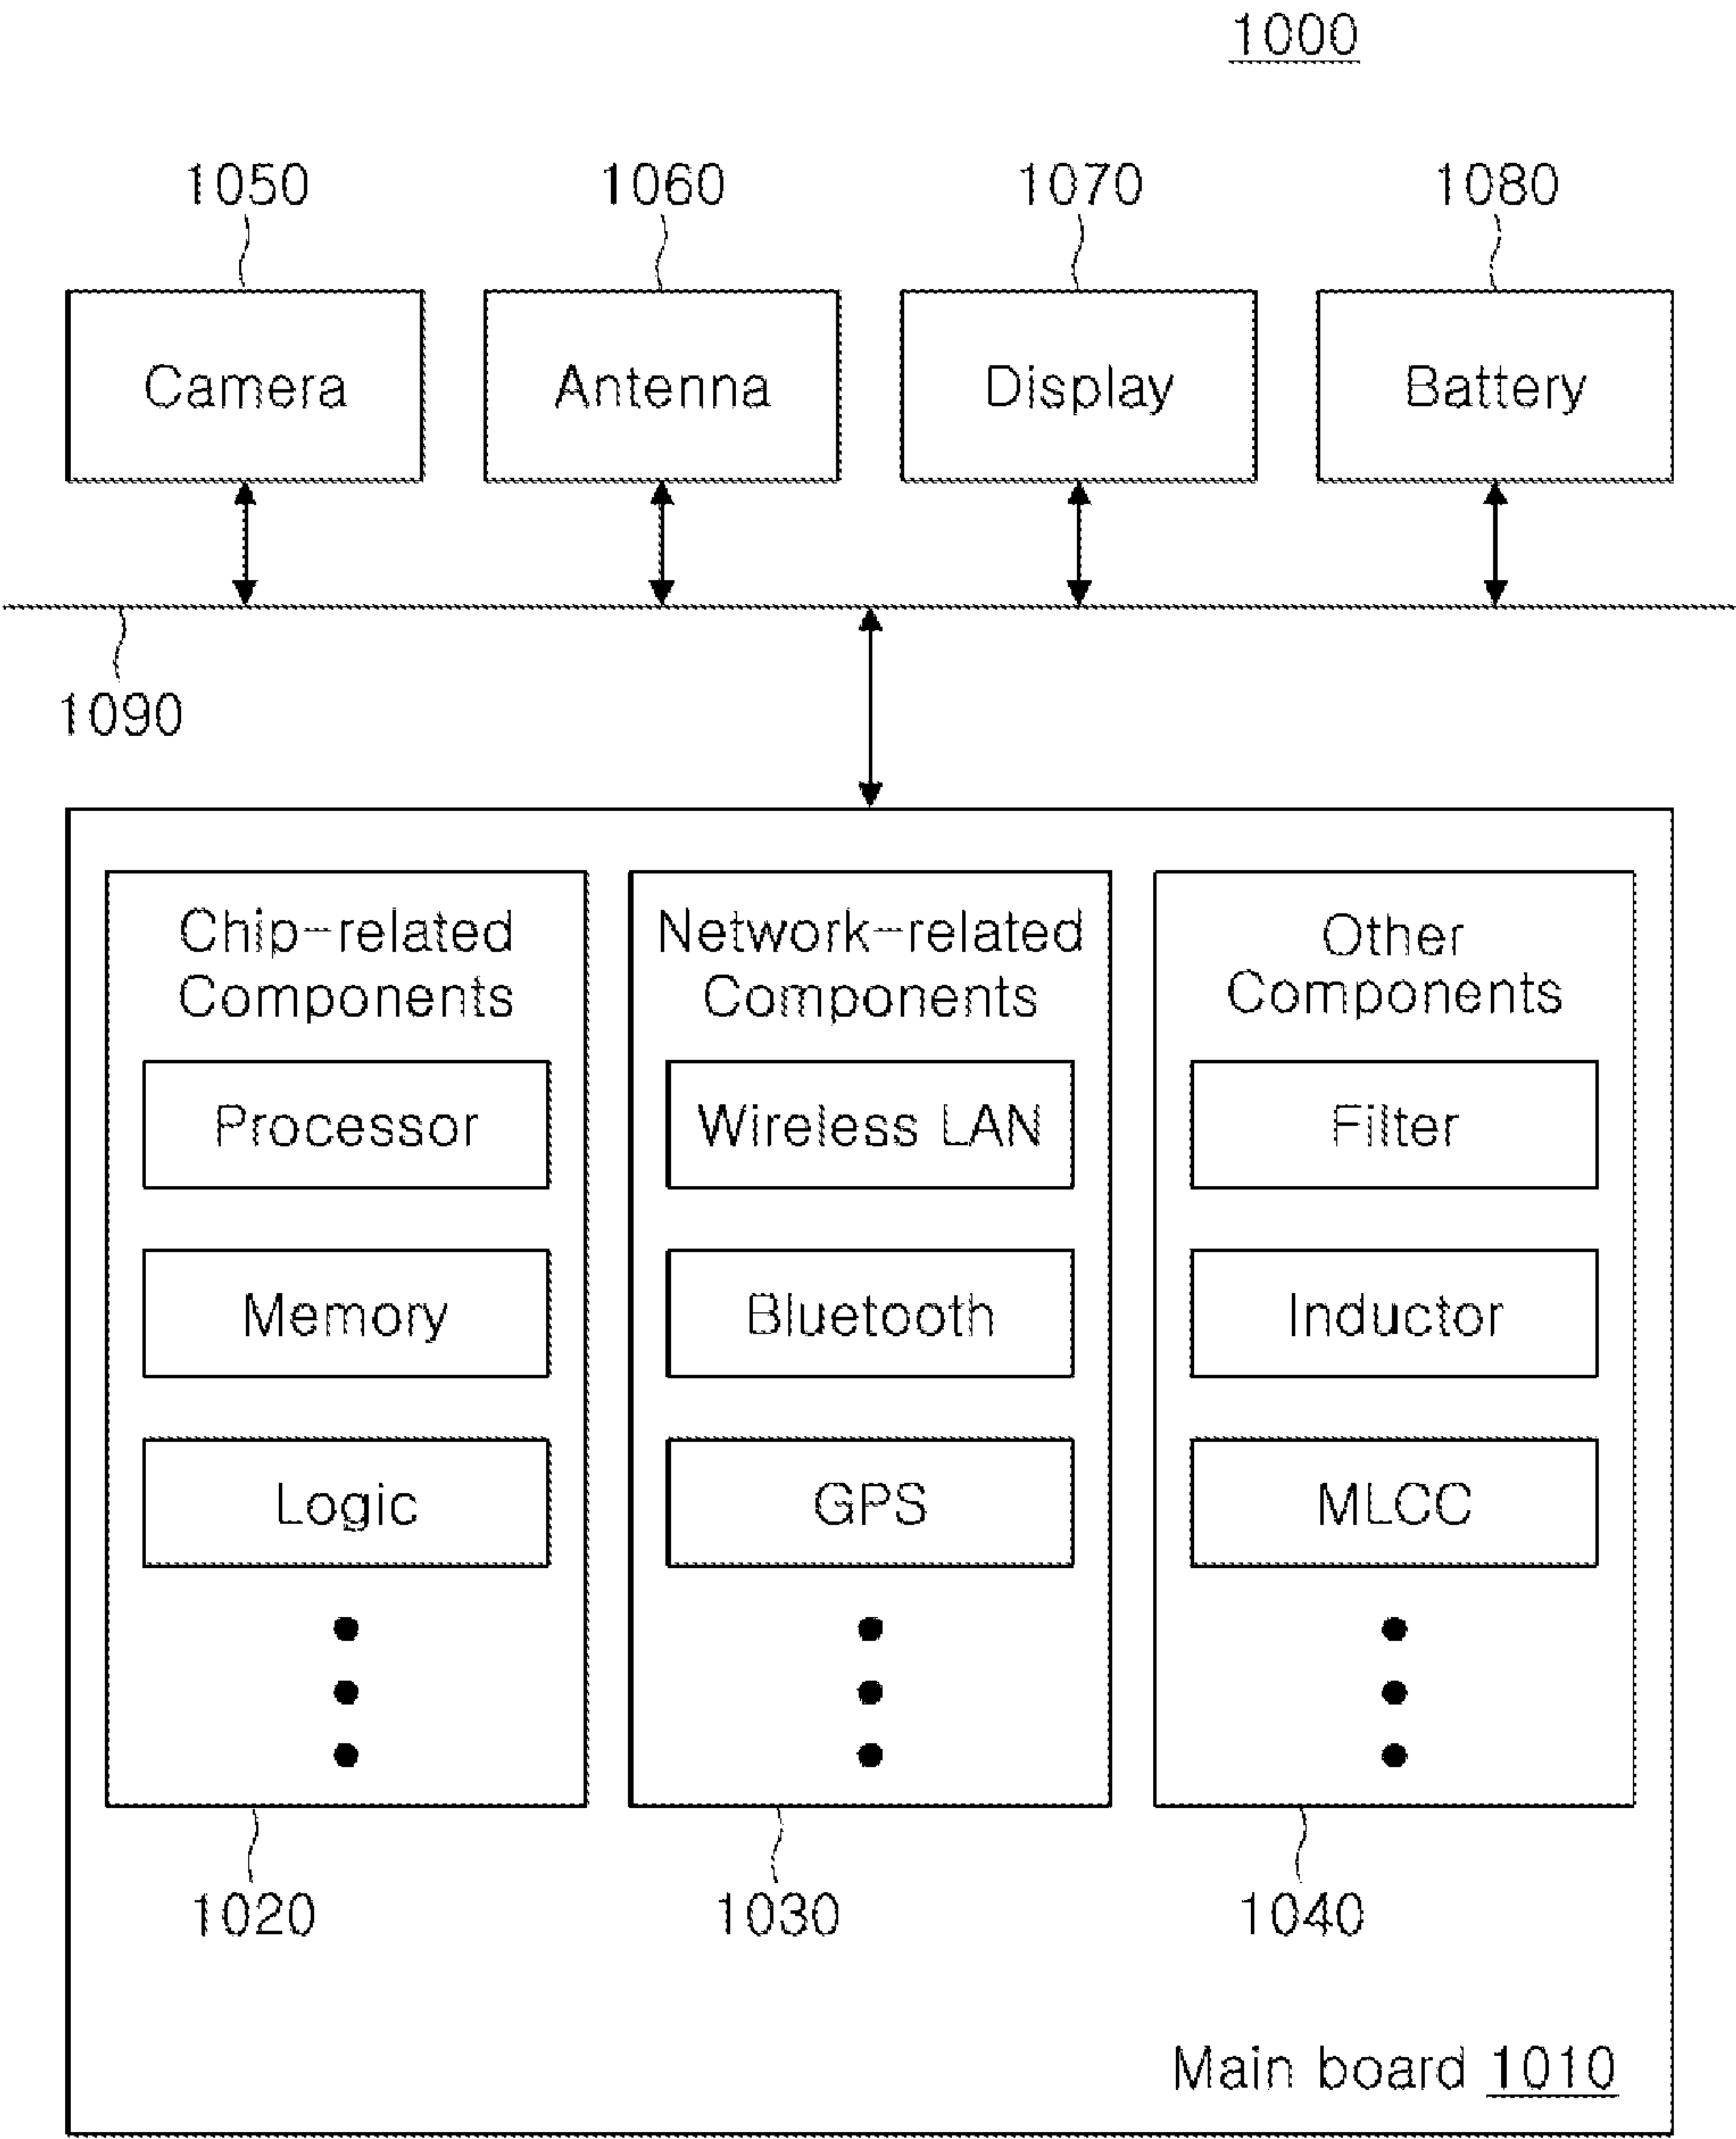 1000
1050
1060
1070
1080
Camera
Antenna
Display
Battery
1090
Chip-related
Components
Processor
Memory
Logic
1020
Network-related
Components
Wireless LAN
Bluetooth
GPS
1030
Other
Components
Filter
Inductor
MLCC
1040
Main board 1010